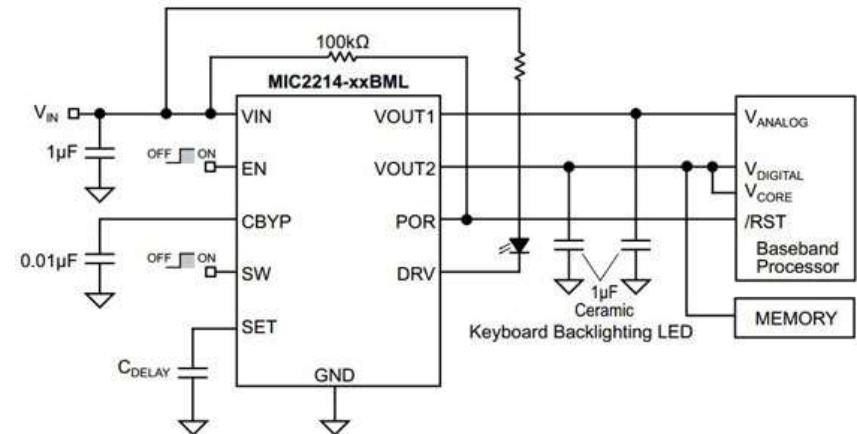 100kΩ
MIC2214-xxBML
VIN
VIN
VOUT1
VANALOG
1µF
OFF ON
EN
VOUT2
VDIGITAL
VCORE
CBYP
POR
/RST
0.01µF
OFF ON
SW
DRV
Baseband
Processor
1µF
Ceramic
Keyboard Backlighting LED
SET
MEMORY
CDELAY
GND